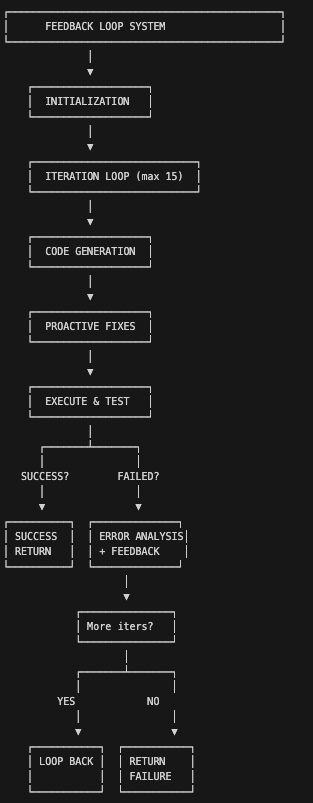 FEEDBACK LOOP SYSTEM
INITIALIZATION
ITERATION LOOP (max 15)
CODE GENERATION
PROACTIVE FIXES
EXECUTE & TEST
SUCCESS? FAILED?
SUCCESS
RETURN
ERROR ANALYSIS
+ FEEDBACK
More iters?
YES NO
LOOP BACK
RETURN
FAILURE